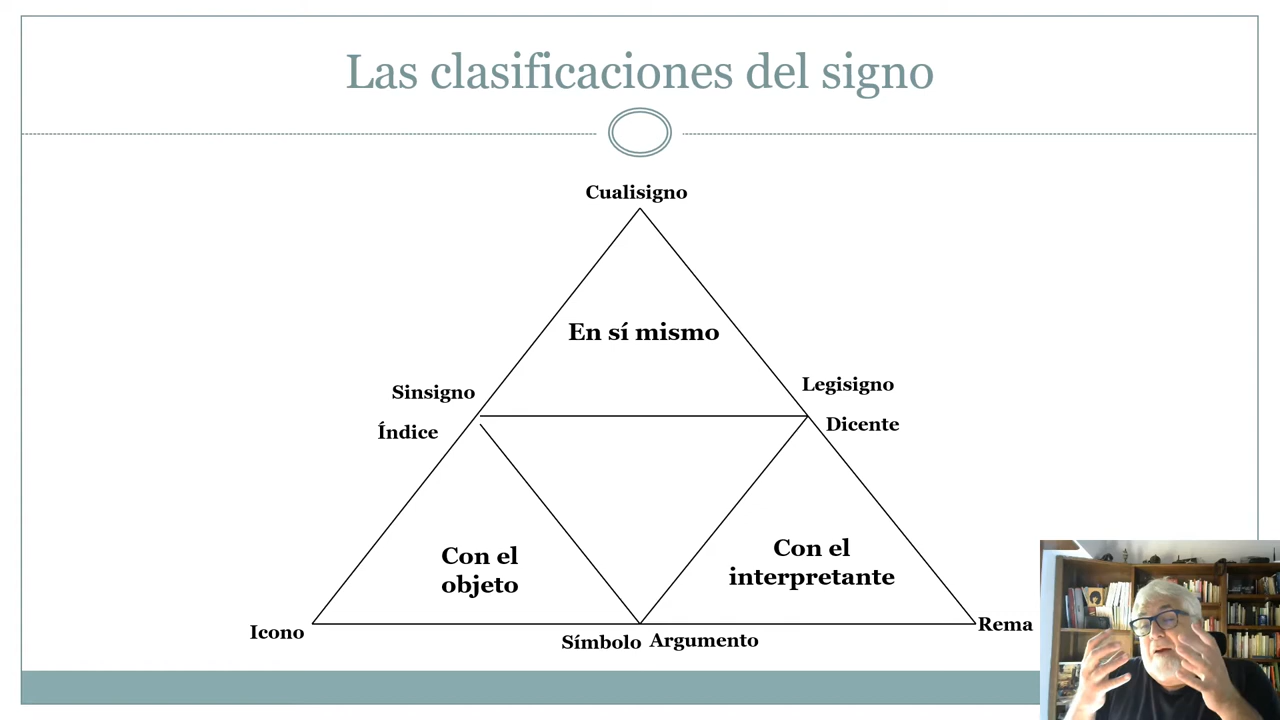 Las clasificaciones del signo
Cualisigno
En sí mismo
Sinsigno
Legisigno
Índice
Dicente
Con el
objeto
Con el
interpretante
Icono
Símbolo
Argumento
Rema